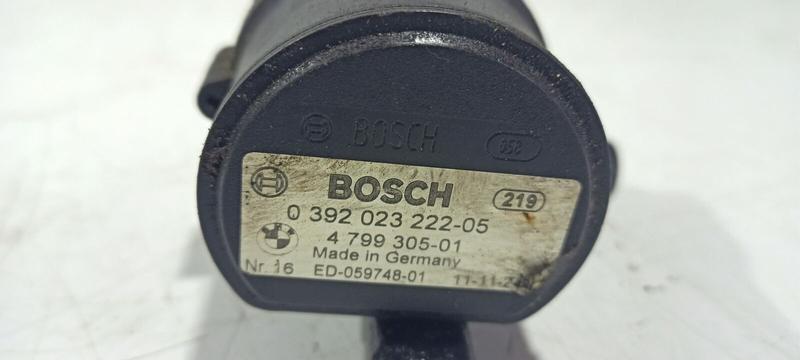 BOSCH 058
BOSCH 219
0 392 023 222-05
4 799 305-01
Made in Germany
Nr. 16 ED-059748-01